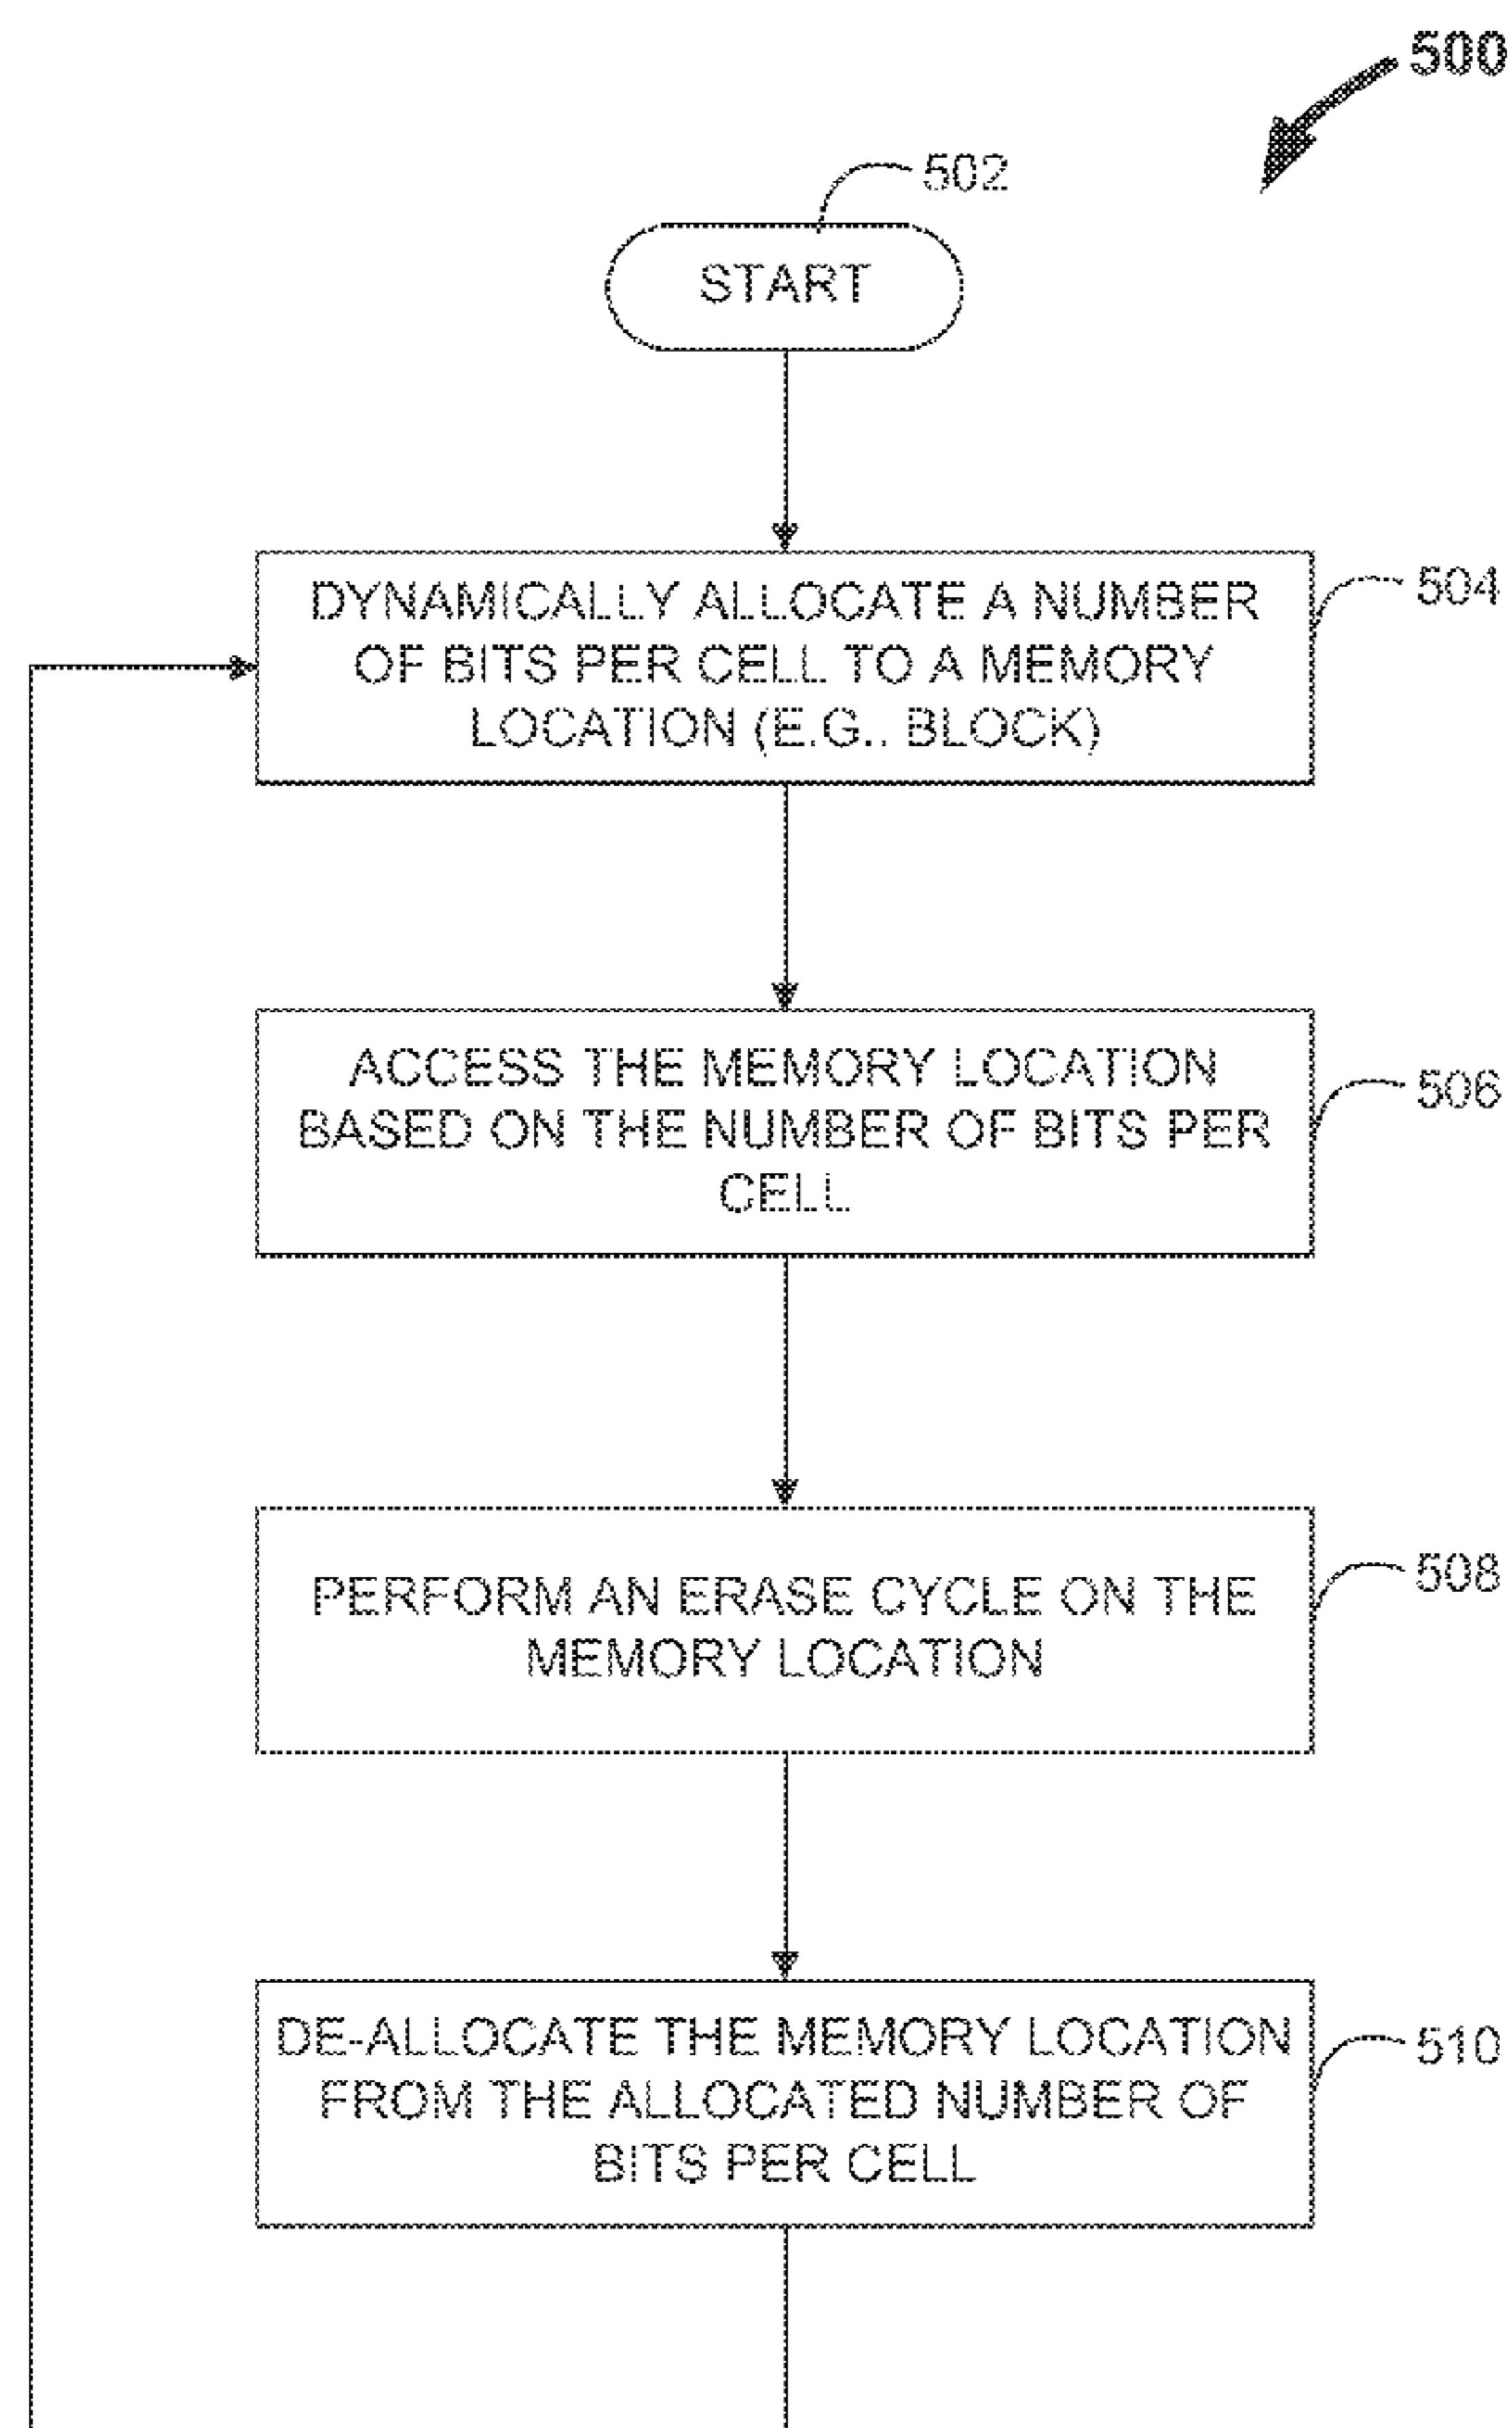 500
502
START
DYNAMICALLY ALLOCATE A NUMBER
OF BITS PER CELL TO A MEMORY
LOCATION (E.G., BLOCK)
504
ACCESS THE MEMORY LOCATION
BASED ON THE NUMBER OF BITS PER
CELL
506
PERFORM AN ERASE CYCLE ON THE
MEMORY LOCATION
508
DE-ALLOCATE THE MEMORY LOCATION
FROM THE ALLOCATED NUMBER OF
BITS PER CELL
510